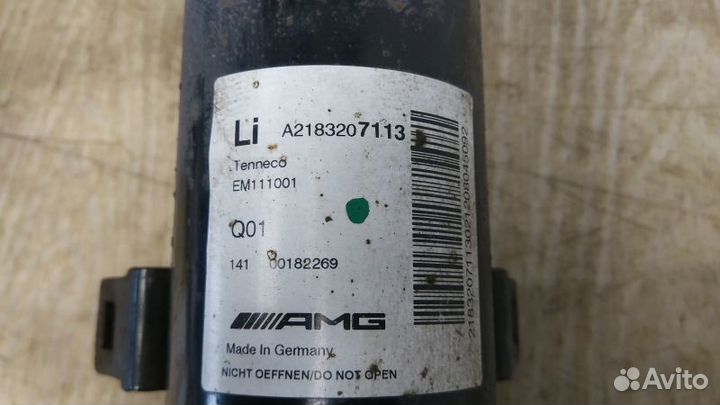 Li A2183207113
Tenneco
EM111001
Q01
141 00182269
AMG
Made In Germany
NICHT OEFFNEN/DO NOT OPEN
2183207113021208045092
Avito